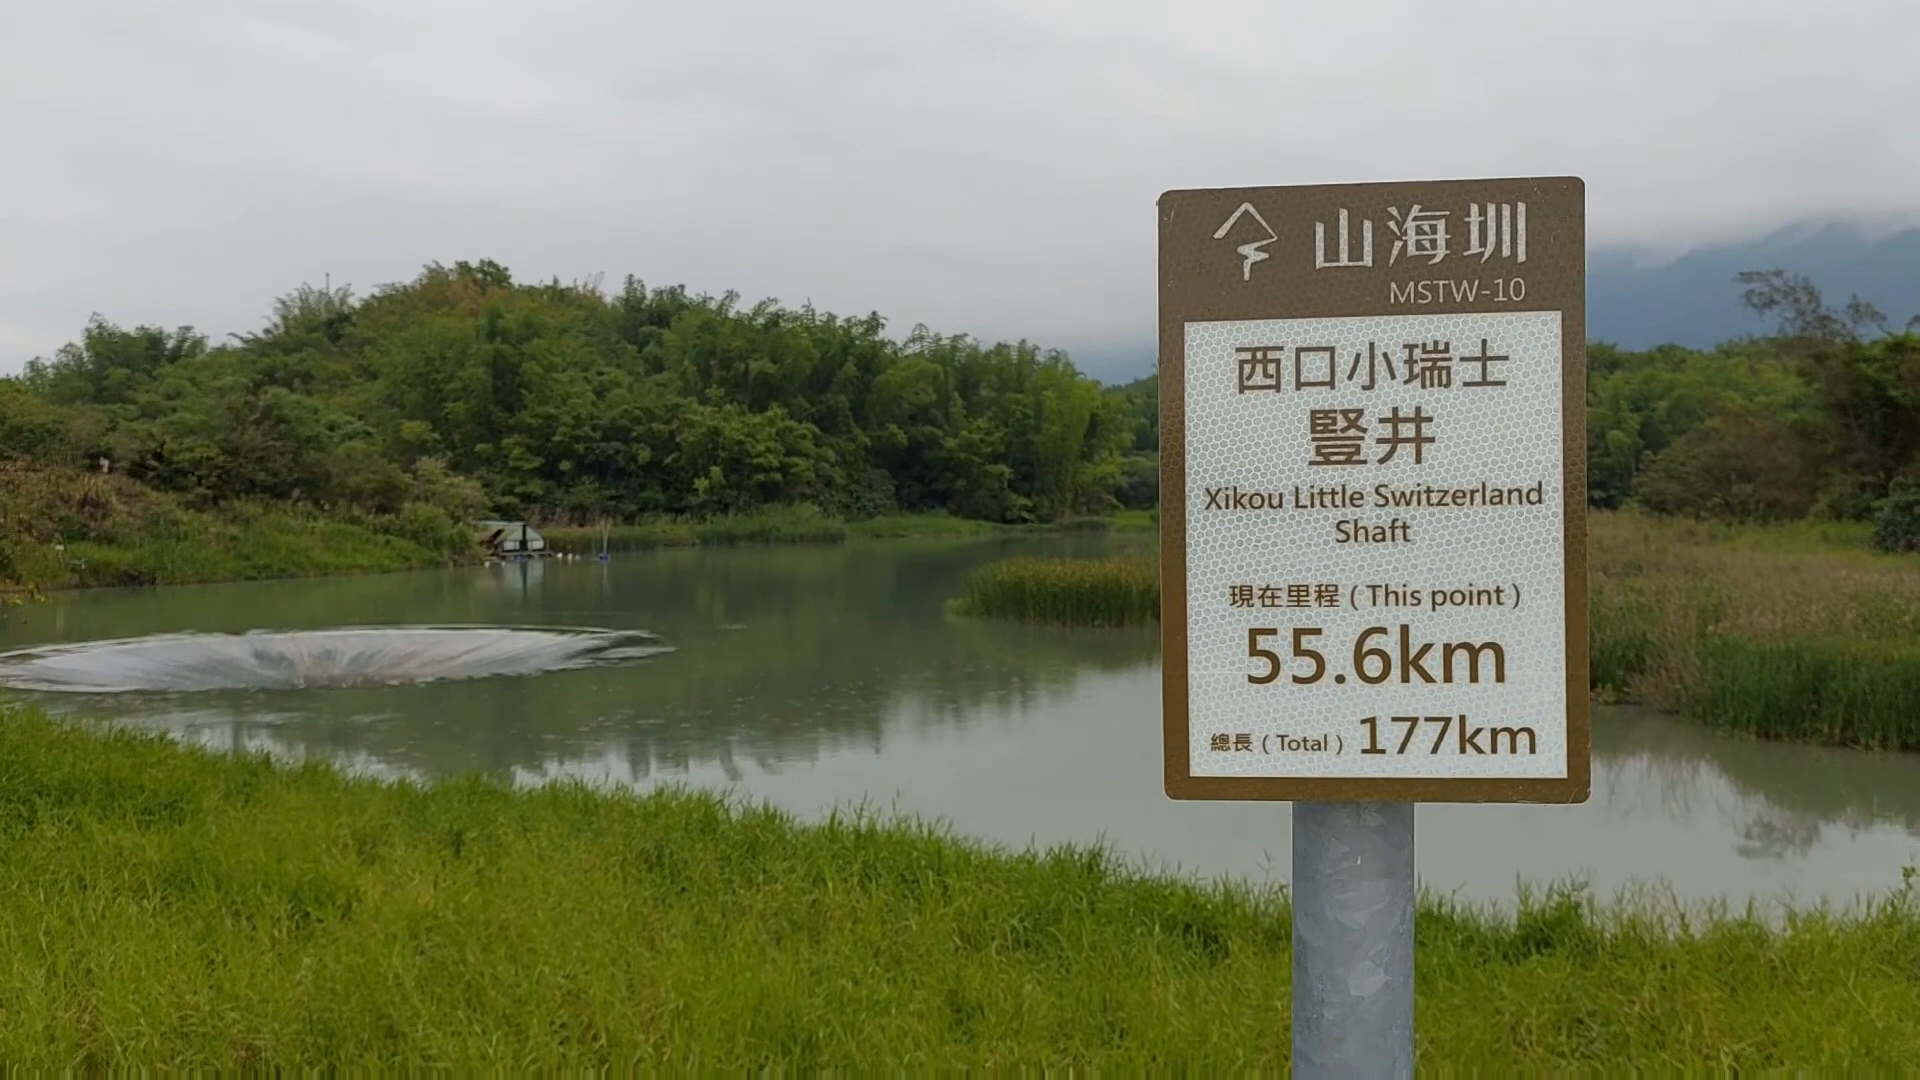 山海圳
MSTW-10
西口小瑞士
豎井
Xikou Little Switzerland
Shaft
現在里程 ( This point )
55.6km
總長 ( Total ) 177km